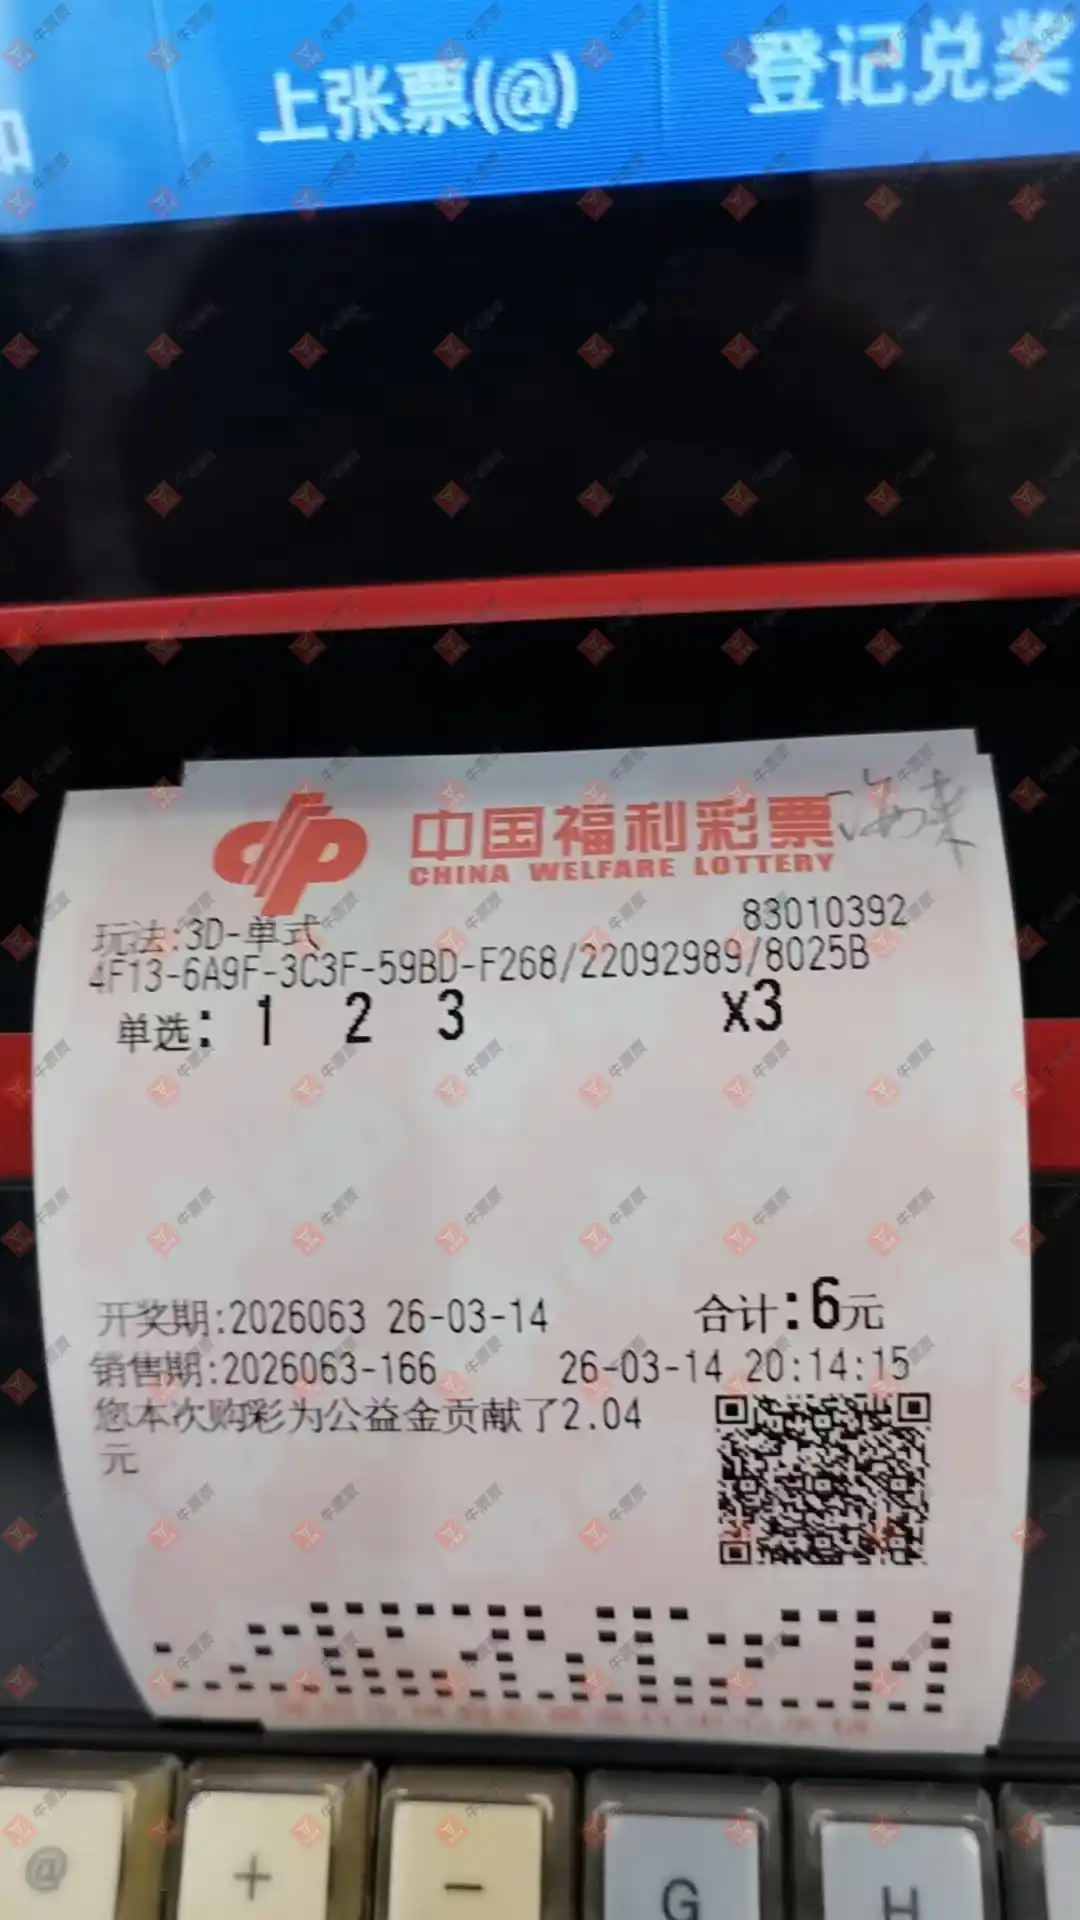 上张票(@)
登记兑奖
中国福利彩票
CHINA WELFARE LOTTERY
83010392
玩法:3D-单式
4F13-6A9F-3C3F-59BD-F268/22092989/8025B
单选: 1 2 3 x3
开奖期:2026063 26-03-14 合计:6元
销售期:2026063-166 26-03-14 20:14:15
您本次购彩为公益金贡献了2.04
元
@ + - G H
牛票票